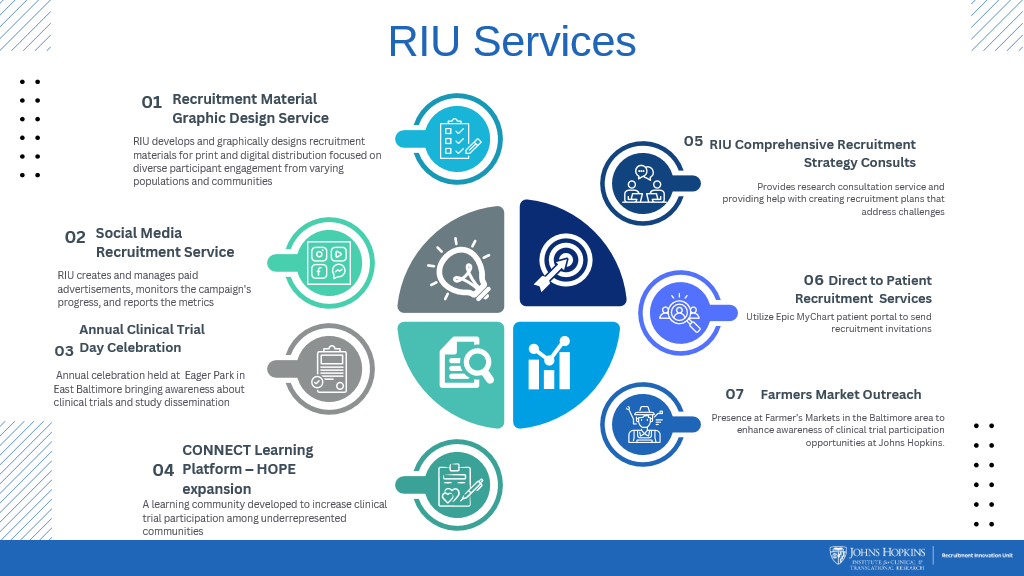 RIU Services
01 Recruitment Material
Graphic Design Service
RIU develops and graphically designs recruitment
materials for print and digital distribution focused on
diverse participant engagement from varying
populations and communities
02 Social Media
Recruitment Service
RIU creates and manages paid
advertisements, monitors the campaign's
progress, and reports the metrics
03 Annual Clinical Trial
Day Celebration
Annual celebration held at Eager Park in
East Baltimore bringing awareness about
clinical trials and study dissemination
04 CONNECT Learning
Platform – HOPE
expansion
A learning community developed to increase clinical
trial participation among underrepresented
communities
05 RIU Comprehensive Recruitment
Strategy Consults
Provides research consultation service and
providing help with creating recruitment plans that
address challenges
06 Direct to Patient
Recruitment Services
Utilize Epic MyChart patient portal to send
recruitment invitations
07 Farmers Market Outreach
Presence at Farmer's Markets in the Baltimore area to
enhance awareness of clinical trial participation
opportunities at Johns Hopkins.
JOHNS HOPKINS
INSTITUTE for CLINICAL &
TRANSLATIONAL RESEARCH
Recruitment Innovation Unit